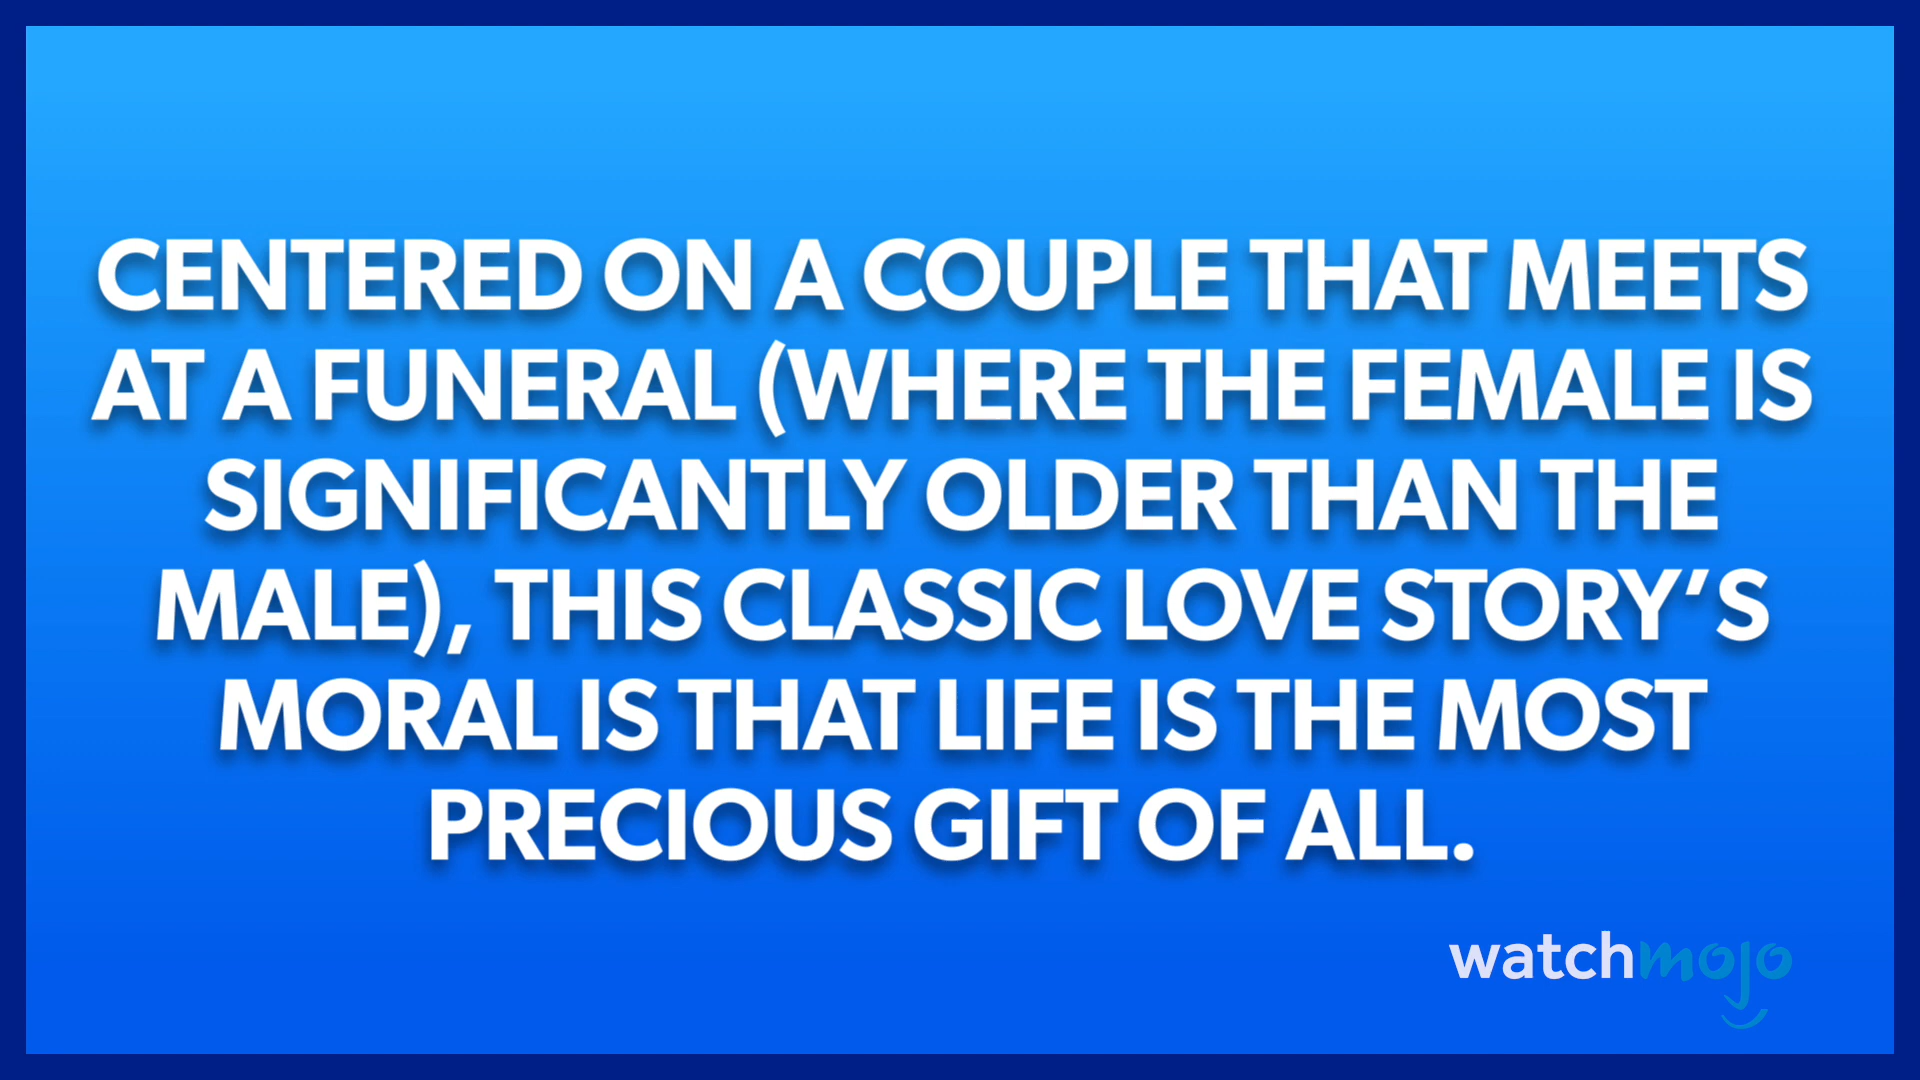 CENTERED ON A COUPLE THAT MEETS
AT A FUNERAL (WHERE THE FEMALE IS
SIGNIFICANTLY OLDER THAN THE
MALE), THIS CLASSIC LOVE STORY’S
MORAL IS THAT LIFE IS THE MOST
PRECIOUS GIFT OF ALL.
watchmojo